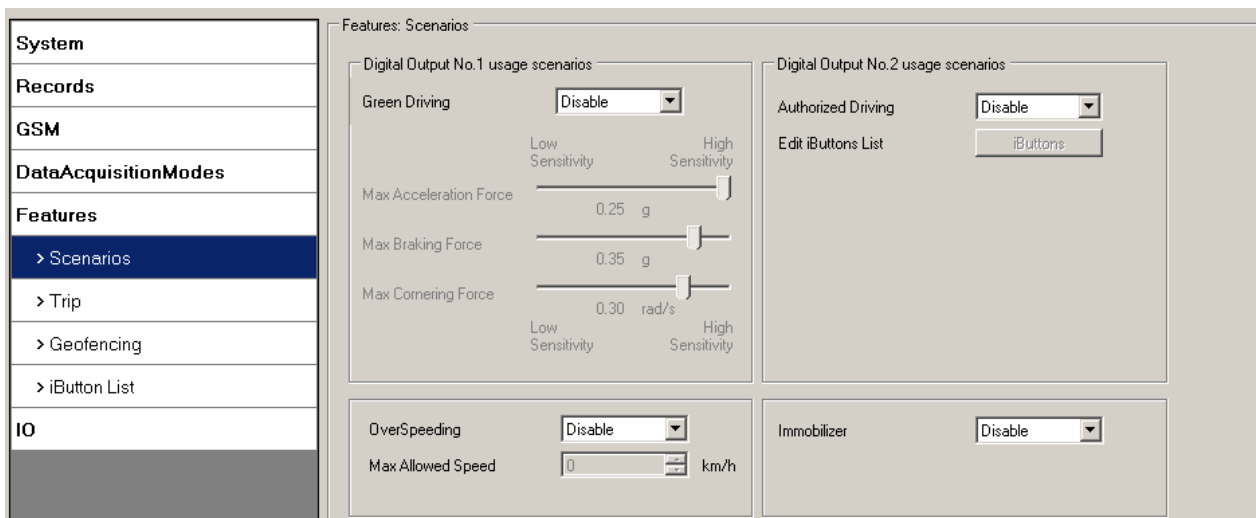 System
Records
GSM
DataAcquisitionModes
Features
> Scenarios
> Trip
> Geofencing
> iButton List
IO
Features: Scenarios
Digital Output No.1 usage scenarios
Green Driving Disable
Low High
Sensitivity Sensitivity
Max Acceleration Force
0.25 g
Max Braking Force
0.35 g
Max Cornering Force
0.30 rad/s
Low High
Sensitivity Sensitivity
Digital Output No.2 usage scenarios
Authorized Driving Disable
Edit iButtons List iButtons
OverSpeeding Disable
Max Allowed Speed 0 km/h
Immobilizer Disable